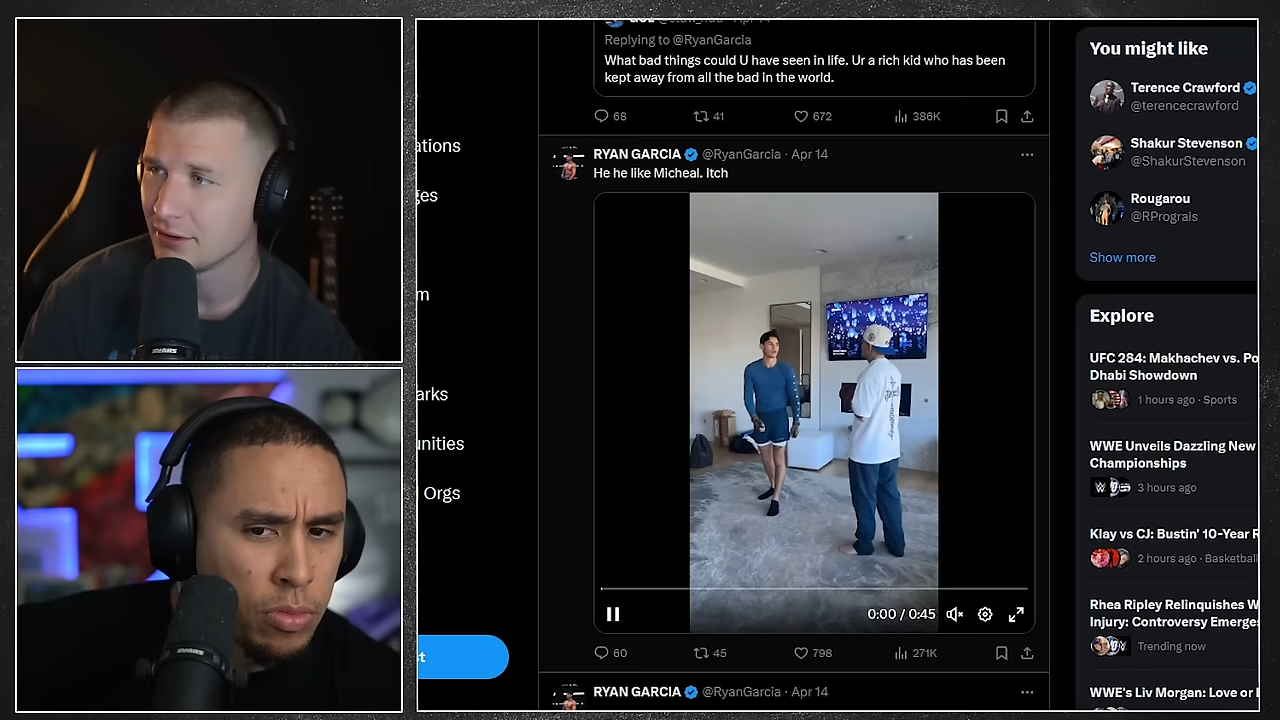 Replying to @RyanGarcia
What bad things could U have seen in life. Ur a rich kid who has been
kept away from all the bad in the world.
68
41
672
386K
RYAN GARCIA @RyanGarcia · Apr 14
He he like Micheal. Itch
0:00 / 0:45
60
45
798
271K
RYAN GARCIA @RyanGarcia · Apr 14
ations
ges
m
arks
unities
Orgs
t
You might like
Terence Crawford
@terencecrawford
Shakur Stevenson
@ShakurStevenson
Rougarou
@RPrograis
Show more
Explore
UFC 284: Makhachev vs. Po
Dhabi Showdown
1 hours ago · Sports
WWE Unveils Dazzling New
Championships
3 hours ago
Klay vs CJ: Bustin' 10-Year R
2 hours ago · Basketball
Rhea Ripley Relinquishes W
Injury: Controversy Emerge
Trending now
WWE's Liv Morgan: Love or